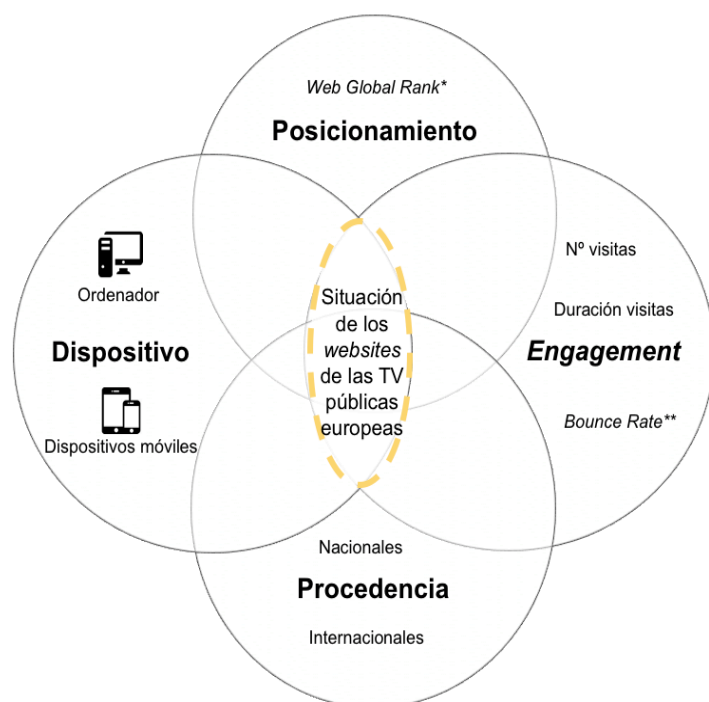 Web Global Rank*
Posicionamiento
Ordenador
Dispositivo
Dispositivos móviles
Situación
de los
websites
de las TV
públicas
europeas
Nº visitas
Duración visitas
Engagement
Bounce Rate**
Nacionales
Procedencia
Internacionales